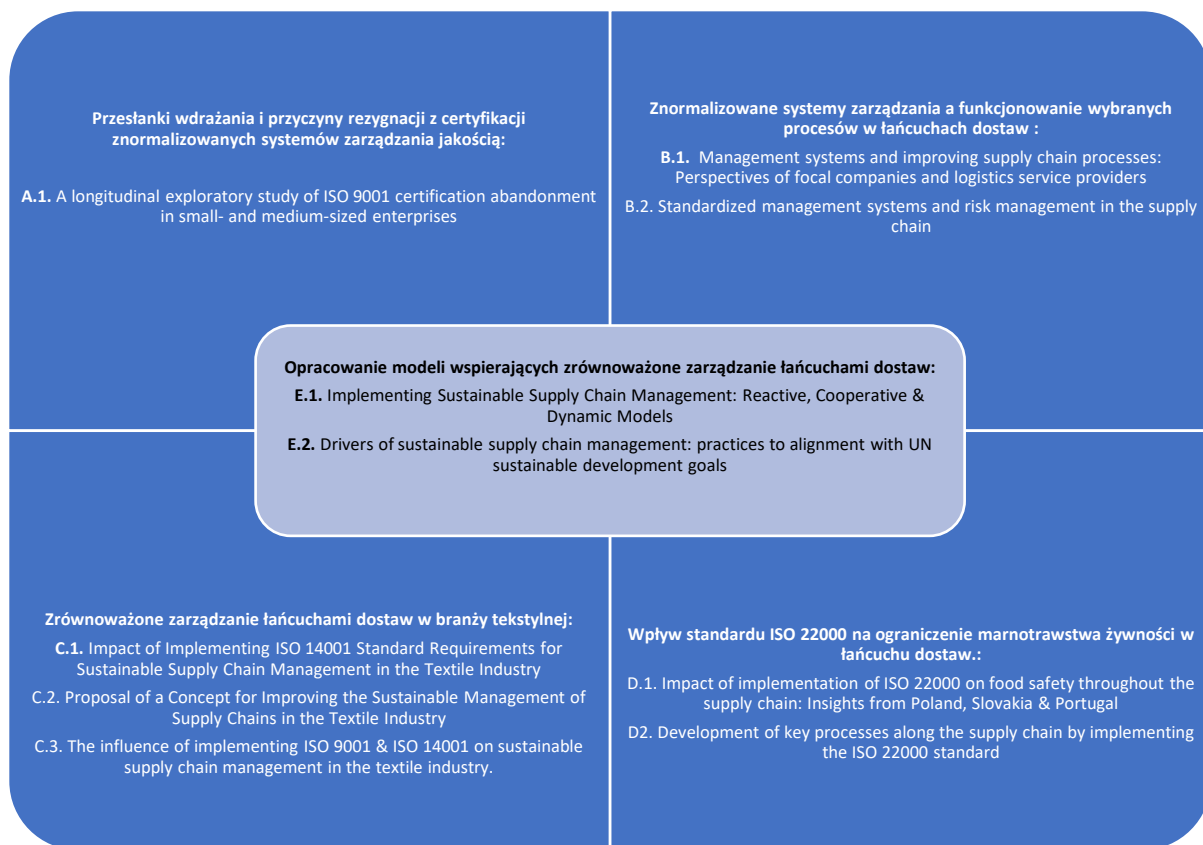 Przesłanki wdrażania i przyczyny rezygnacji z certyfikacji
znormalizowanych systemów zarządzania jakością:
A.1. A longitudinal exploratory study of ISO 9001 certification abandonment
in small- and medium-sized enterprises
Znormalizowane systemy zarządzania a funkcjonowanie wybranych
procesów w łańcuchach dostaw :
B.1. Management systems and improving supply chain processes:
Perspectives of focal companies and logistics service providers
B.2. Standardized management systems and risk management in the supply
chain
Opracowanie modeli wspierających zrównoważone zarządzanie łańcuchami dostaw:
E.1. Implementing Sustainable Supply Chain Management: Reactive, Cooperative &
Dynamic Models
E.2. Drivers of sustainable supply chain management: practices to alignment with UN
sustainable development goals
Zrównoważone zarządzanie łańcuchami dostaw w branży tekstylnej:
C.1. Impact of Implementing ISO 14001 Standard Requirements for
Sustainable Supply Chain Management in the Textile Industry
C.2. Proposal of a Concept for Improving the Sustainable Management of
Supply Chains in the Textile Industry
C.3. The influence of implementing ISO 9001 & ISO 14001 on sustainable
supply chain management in the textile industry.
Wpływ standardu ISO 22000 na ograniczenie marnotrawstwa żywności w
łańcuchu dostaw.:
D.1. Impact of implementation of ISO 22000 on food safety throughout the
supply chain: Insights from Poland, Slovakia & Portugal
D2. Development of key processes along the supply chain by implementing
the ISO 22000 standard